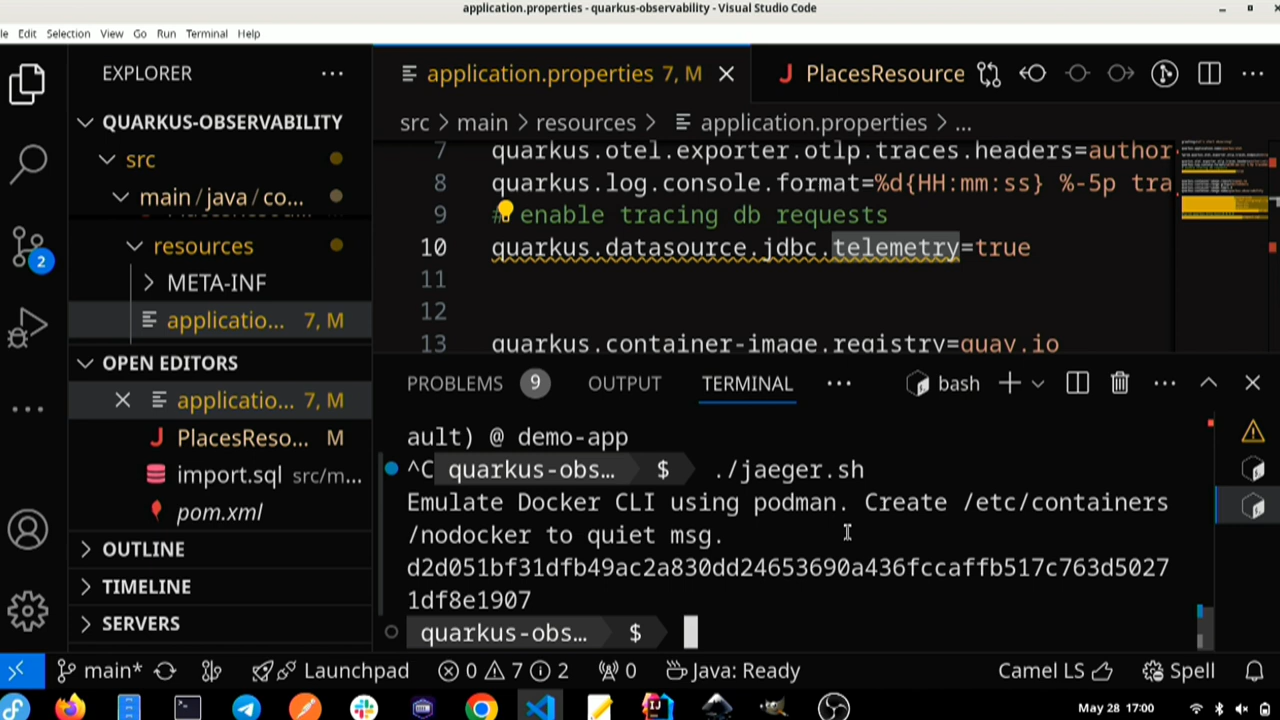 application.properties - quarkus-observability - Visual Studio Code
le Edit Selection View Go Run Terminal Help
EXPLORER
QUARKUS-OBSERVABILITY
src
main / java / co...
resources
META-INF
applicatio... 7, M
OPEN EDITORS
applicatio... 7, M
PlacesReso... M
import.sql src/m...
pom.xml
OUTLINE
TIMELINE
SERVERS
2
application.properties 7, M
PlacesResource
src > main > resources > application.properties > ...
7 quarkus.otel.exporter.otlp.traces.headers=author
8 quarkus.log.console.format=%d{HH:mm:ss} %-5p tra
9 # enable tracing db requests
10 quarkus.datasource.jdbc.telemetry=true
11
12
13 quarkus.container-image.registry=quay.io
PROBLEMS 9 OUTPUT TERMINAL ... bash
ault) @ demo-app
^C quarkus-obs… $ ./jaeger.sh
Emulate Docker CLI using podman. Create /etc/containers
/nodocker to quiet msg.
d2d051bf31dfb49ac2a830dd24653690a436fccaffb517c763d5027
1df8e1907
quarkus-obs… $
main* Launchpad 0 7 2 0 Java: Ready Camel LS Spell
May 28 17:00